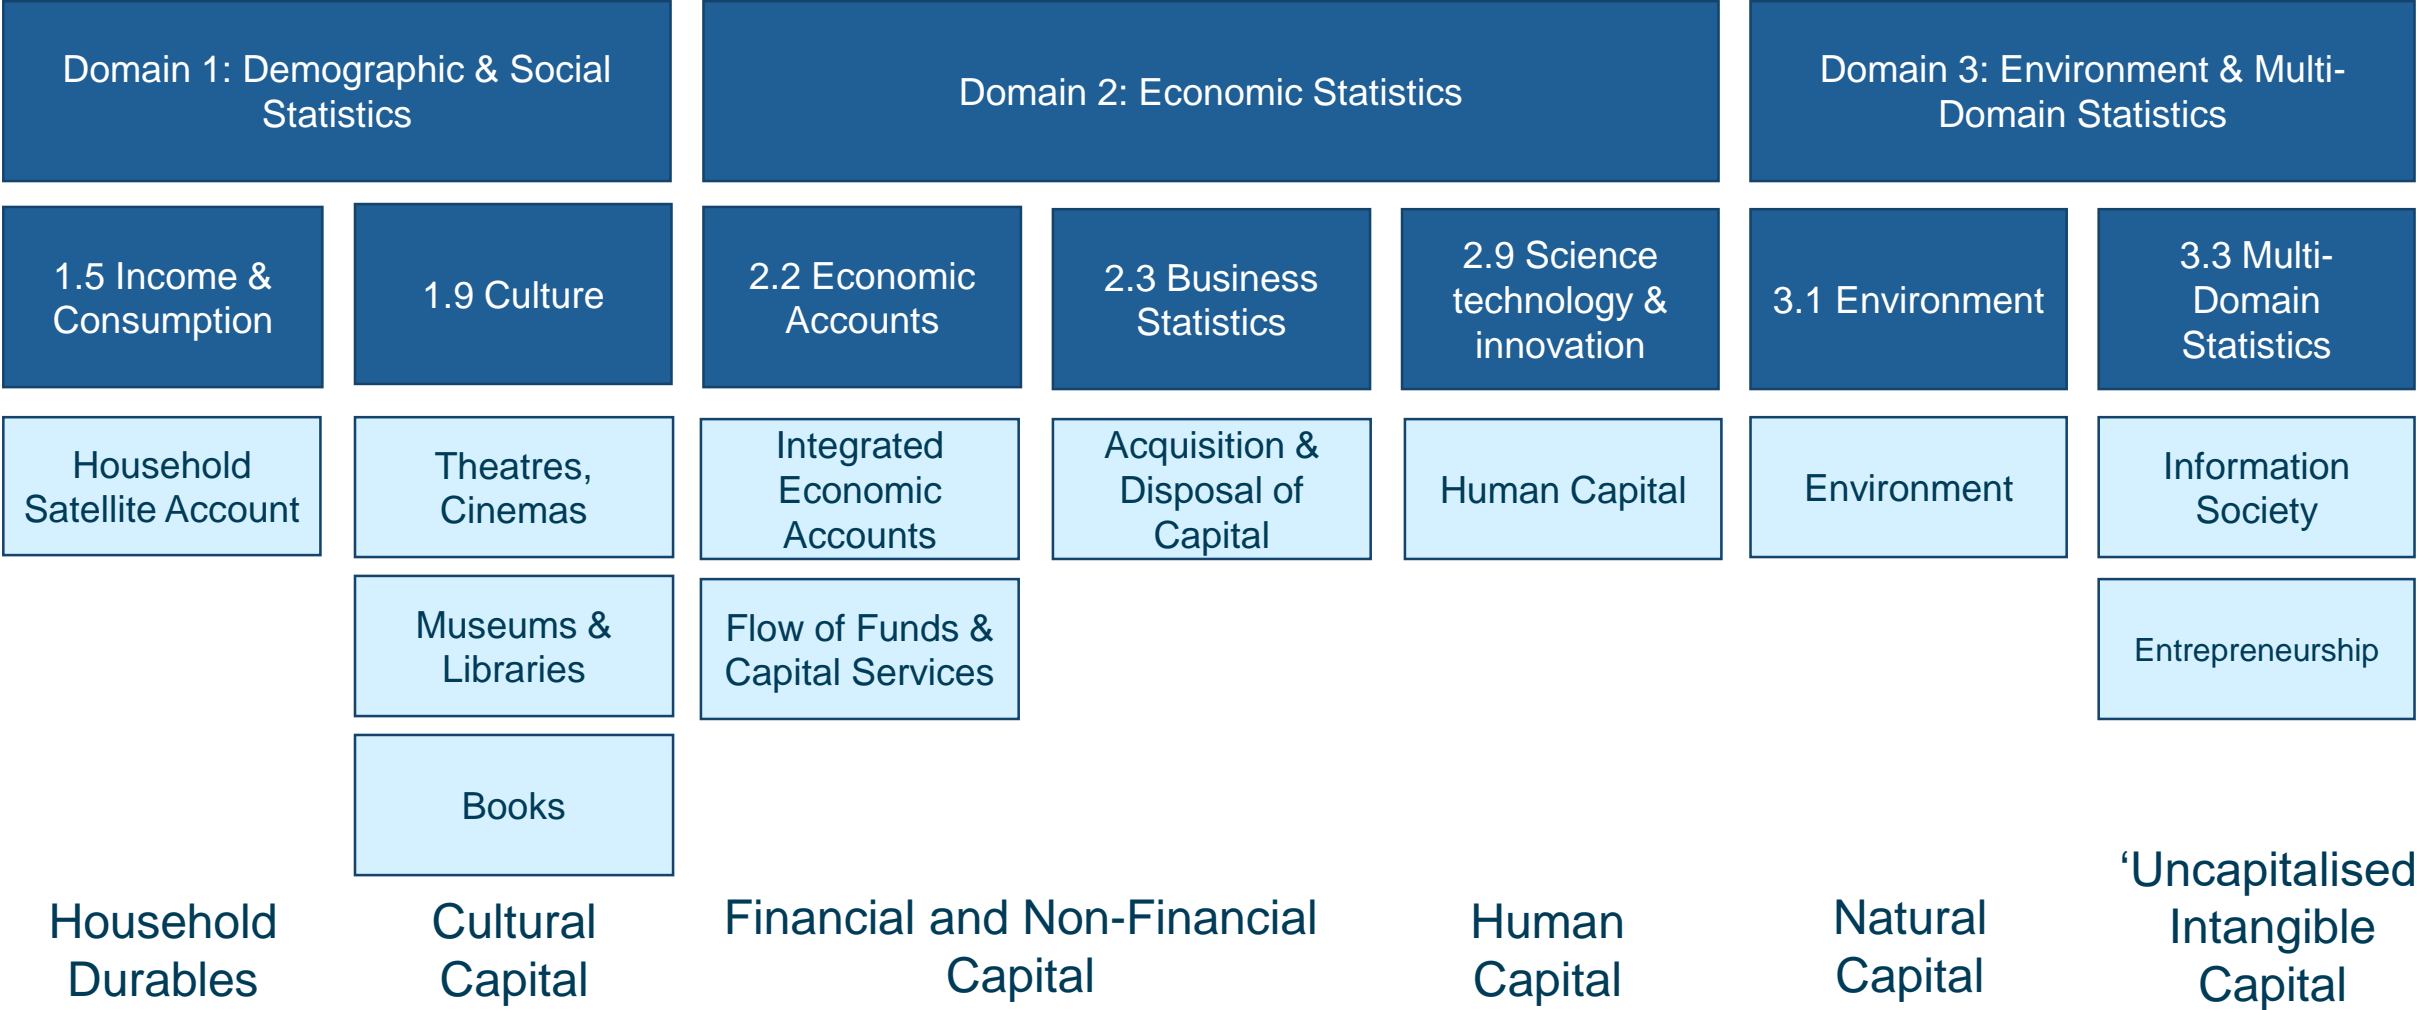 Domain 1: Demographic & Social
Statistics
Domain 2: Economic Statistics
Domain 3: Environment & Multi-
Domain Statistics
1.5 Income &
Consumption
1.9 Culture
2.2 Economic
Accounts
2.3 Business
Statistics
2.9 Science
technology &
innovation
3.1 Environment
3.3 Multi-
Domain
Statistics
Household
Satellite Account
Theatres,
Cinemas
Integrated
Economic
Accounts
Acquisition &
Disposal of
Capital
Human Capital
Environment
Information
Society
Museums &
Libraries
Flow of Funds &
Capital Services
Entrepreneurship
Books
Household
Durables
Cultural
Capital
Financial and Non-Financial
Capital
Human
Capital
Natural
Capital
‘Uncapitalised
Intangible
Capital